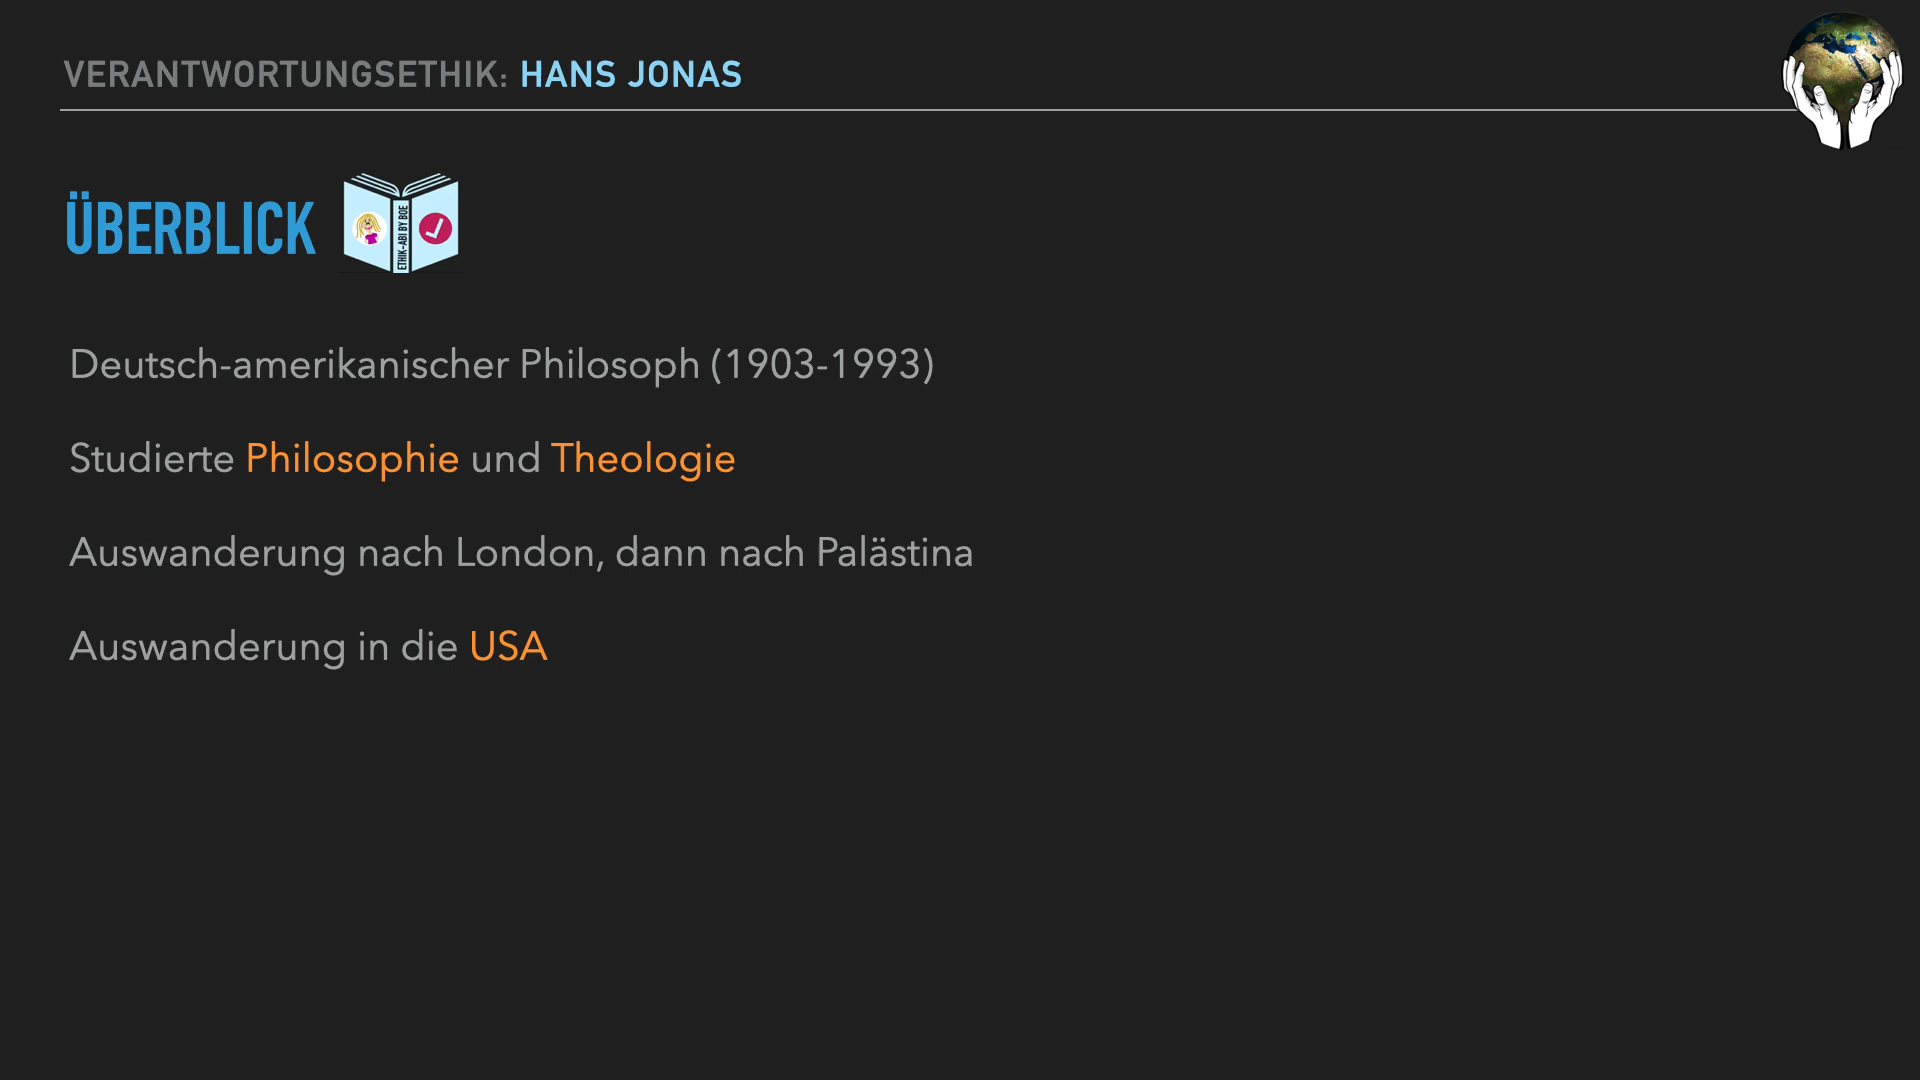 VERANTWORTUNGSETHIK: HANS JONAS
ÜBERBLICK
ETHIK-ABI BY BOE
Deutsch-amerikanischer Philosoph (1903-1993)
Studierte Philosophie und Theologie
Auswanderung nach London, dann nach Palästina
Auswanderung in die USA